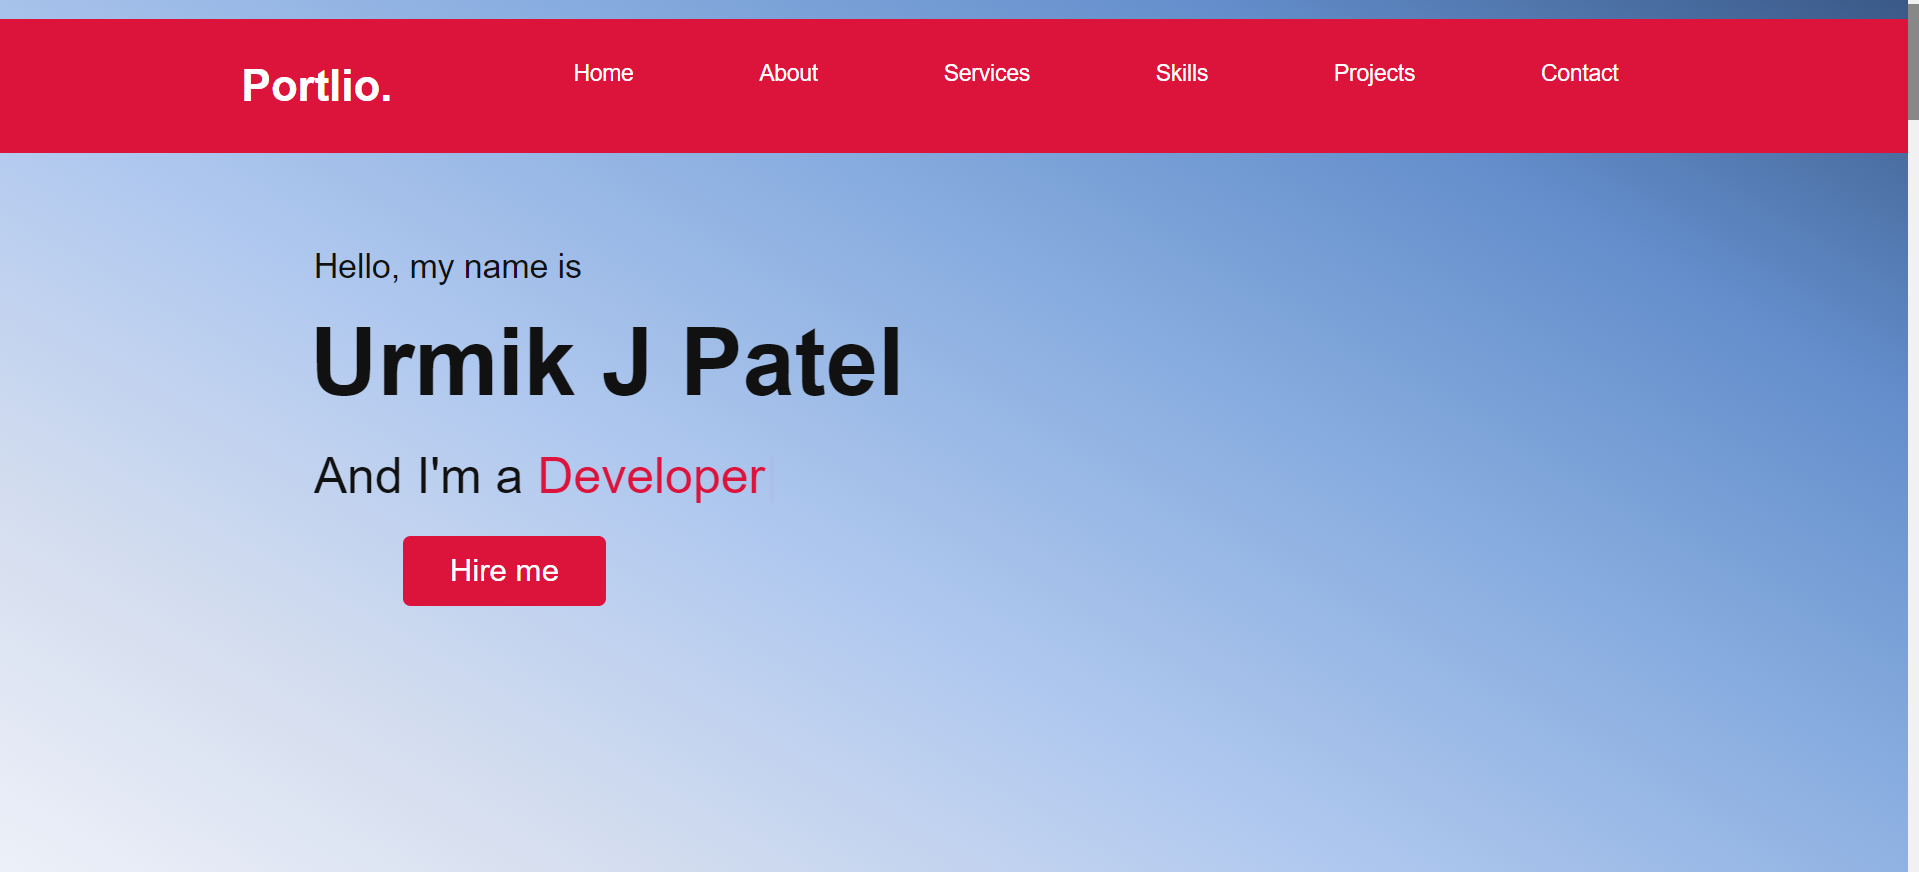 Portlio. Home About Services Skills Projects Contact
Hello, my name is
Urmik J Patel
And I'm a Developer
Hire me